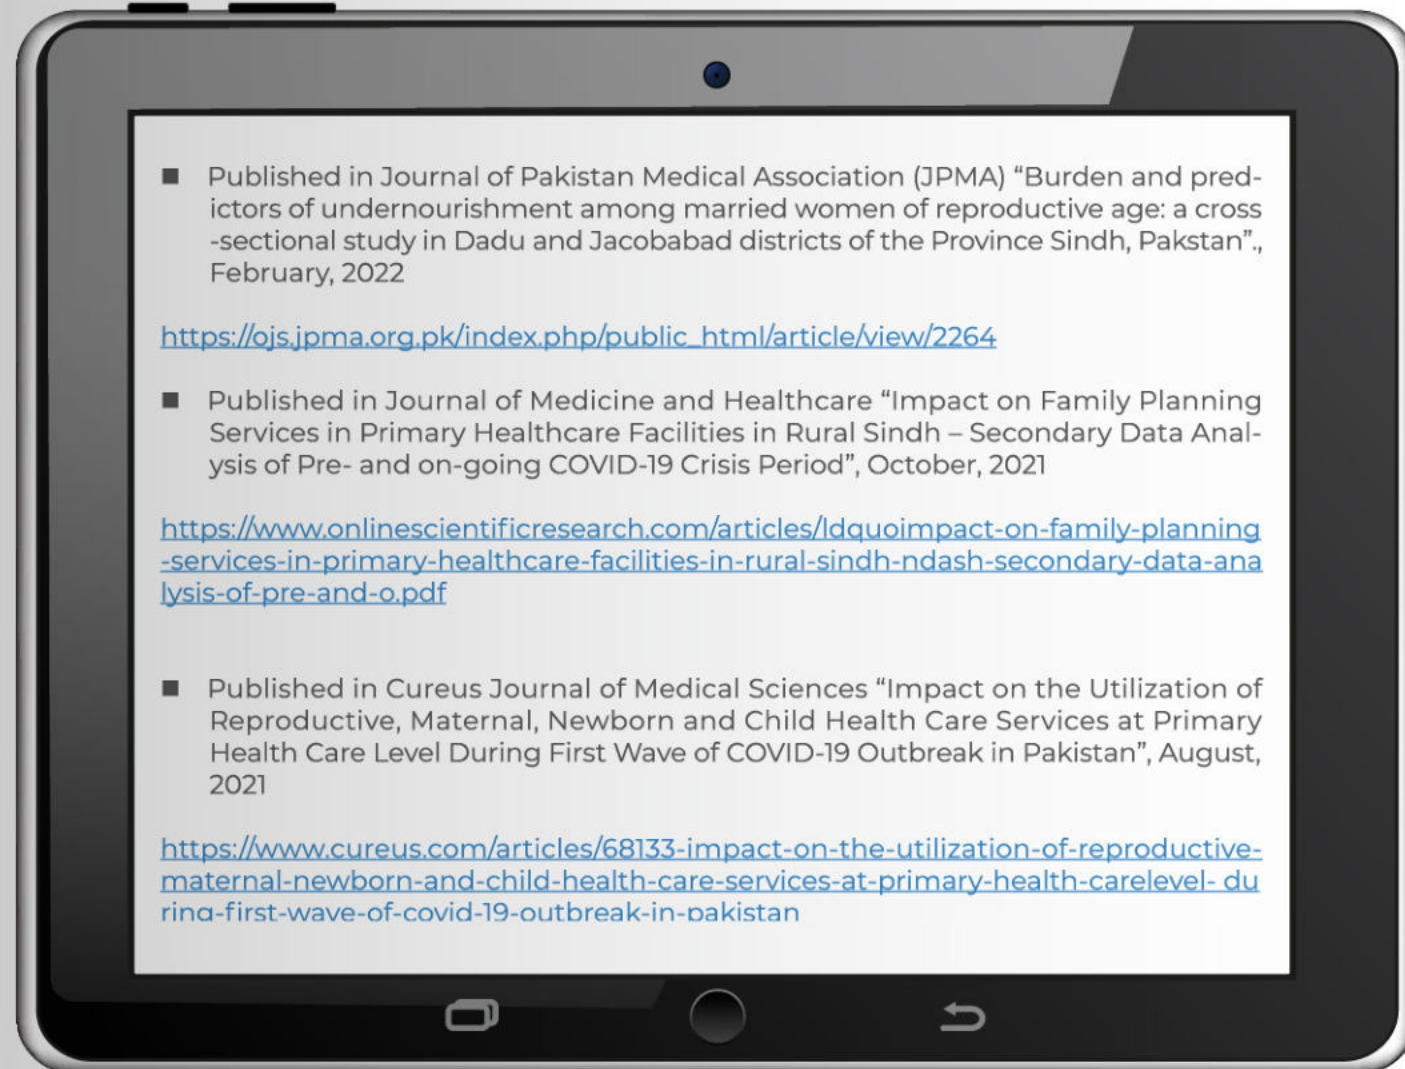 ■ Published in Journal of Pakistan Medical Association (JPMA) “Burden and pred-
ictors of undernourishment among married women of reproductive age: a cross
-sectional study in Dadu and Jacobabad districts of the Province Sindh, Pakstan”.,
February, 2022
https://ojs.jpma.org.pk/index.php/public_html/article/view/2264
■ Published in Journal of Medicine and Healthcare “Impact on Family Planning
Services in Primary Healthcare Facilities in Rural Sindh – Secondary Data Anal-
ysis of Pre- and on-going COVID-19 Crisis Period”, October, 2021
https://www.onlinescientificresearch.com/articles/ldquoimpact-on-family-planning
-services-in-primary-healthcare-facilities-in-rural-sindh-ndash-secondary-data-ana
lysis-of-pre-and-o.pdf
■ Published in Cureus Journal of Medical Sciences “Impact on the Utilization of
Reproductive, Maternal, Newborn and Child Health Care Services at Primary
Health Care Level During First Wave of COVID-19 Outbreak in Pakistan”, August,
2021
https://www.cureus.com/articles/68133-impact-on-the-utilization-of-reproductive-
maternal-newborn-and-child-health-care-services-at-primary-health-carelevel- du
ring-first-wave-of-covid-19-outbreak-in-pakistan